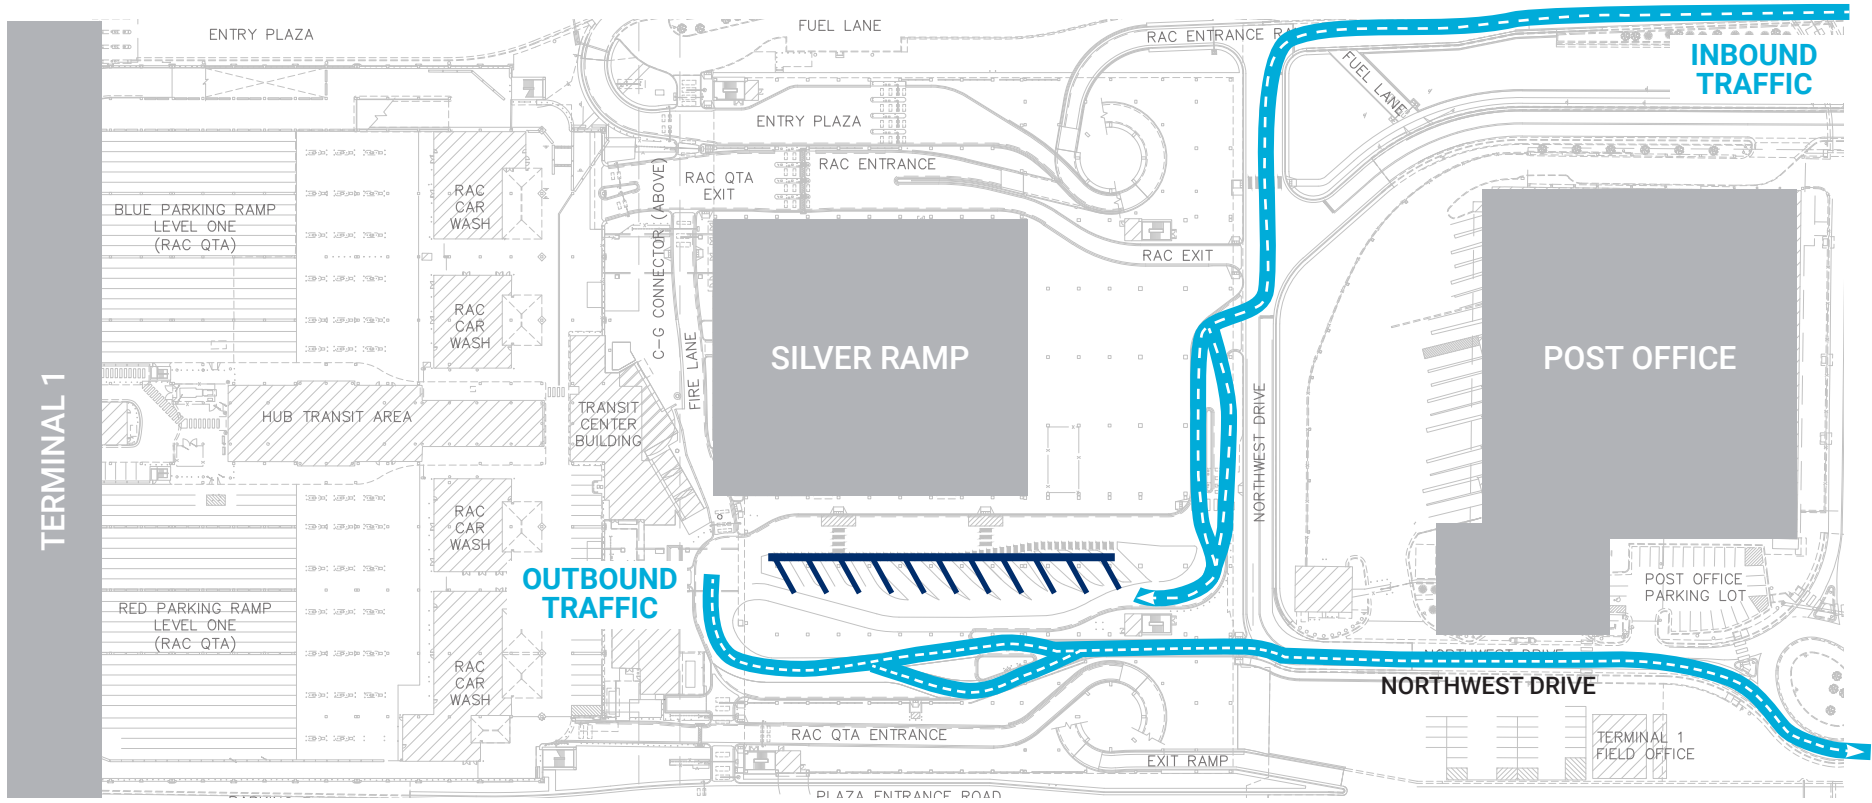 ENTRY PLAZA
FUEL LANE
RAC ENTRANCE
INBOUND
TRAFFIC
FUEL LANE
ENTRY PLAZA
RAC ENTRANCE
RAC QTA
EXIT
C-G CONNECTOR (ABOVE)
RAC
CAR
WASH
BLUE PARKING RAMP
LEVEL ONE
(RAC QTA)
RAC EXIT
RAC
CAR
WASH
FIRE LANE
SILVER RAMP
POST OFFICE
TERMINAL 1
HUB TRANSIT AREA
TRANSIT
CENTER
BUILDING
NORTHWEST DRIVE
RAC
CAR
WASH
OUTBOUND
TRAFFIC
POST OFFICE
PARKING LOT
RED PARKING RAMP
LEVEL ONE
(RAC QTA)
RAC
CAR
WASH
NORTHWEST DRIVE
NORTHWEST DRIVE
RAC QTA ENTRANCE
TERMINAL 1
FIELD OFFICE
EXIT RAMP
PLAZA ENTRANCE ROAD